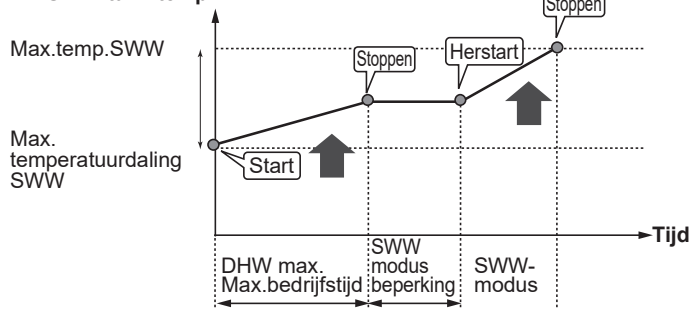 Stoppen
Max.temp.SWW
Stoppen
Herstart
Max.
temperatuurdaling
SWW
Start
Tijd
DHW max.
Max.bedrijfstijd
SWW
modus
beperking
SWW-
modus